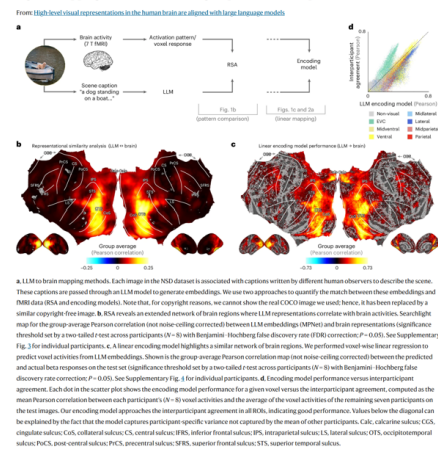 From: High-level visual representations in the human brain are aligned with large language models
a
Brain activity
(7 T fMRI)
Activation pattern/
voxel response
RSA
Encoding
model
Scene caption
"a dog standing
on a boat..."
LLM
Fig. 1b
(pattern comparison)
Figs. 1c and 2a
(linear mapping)
d
0.8
Interparticipant
agreement (Pearson)
0.8
LLM encoding model (Pearson)
Non-visual
EVC
Midventral
Ventral
Midlateral
Lateral
Midparietal
Parietal
b
Representational similarity analysis (LLM ↔ brain)
-0.25
0
0.25
Group average
(Pearson correlation)
c
Linear encoding model performance (LLM → brain)
-0.73
0
0.73
Group average
(Pearson correlation)
a, LLM to brain mapping methods. Each image in the NSD dataset is associated with captions written by different human observers to describe the scene.
These captions are passed through an LLM model to generate embeddings. We use two approaches to quantify the match between these embeddings and
fMRI data (RSA and encoding models). Note that, for copyright reasons, we cannot show the real COCO image we used; hence, it has been replaced by a
similar copyright-free image. b, RSA reveals an extended network of brain regions where LLM representations correlate with brain activities. Searchlight
map for the group-average Pearson correlation (not noise-ceiling corrected) between LLM embeddings (MPNet) and brain representations (significance
threshold set by a two-tailed t-test across participants (N = 8) with Benjamini–Hochberg false discovery rate (FDR) correction; P = 0.05). See Supplementary
Fig. 3 for individual participants. c, A linear encoding model highlights a similar network of brain regions. We performed voxel-wise linear regression to
predict voxel activities from LLM embeddings. Shown is the group-average Pearson correlation map (not noise-ceiling corrected) between the predicted
and actual beta responses on the test set (significance threshold set by a two-tailed t-test across participants (N = 8) with Benjamini–Hochberg false
discovery rate correction; P = 0.05). See Supplementary Fig. 4 for individual participants. d, Encoding model performance versus interparticipant
agreement. Each dot in the scatter plot shows the encoding model performance for a given voxel versus the interparticipant agreement, computed as the
mean Pearson correlation between each participant's (N = 8) voxel activities and the average of the voxel activities of the remaining seven participants on
the test images. Our encoding model approaches the interparticipant agreement in all ROIs, indicating good performance. Values below the diagonal can
be explained by the fact that the model captures participant-specific variance not captured by the mean of other participants. Calc, calcarine sulcus; CGS,
cingulate sulcus; CoS, collateral sulcus; CS, central sulcus; IFRS, inferior frontal sulcus; IPS, intraparietal sulcus; LS, lateral sulcus; OTS, occipitotemporal
sulcus; PoCS, post-central sulcus; PrCS, precentral sulcus; SFRS, superior frontal sulcus; STS, superior temporal sulcus.